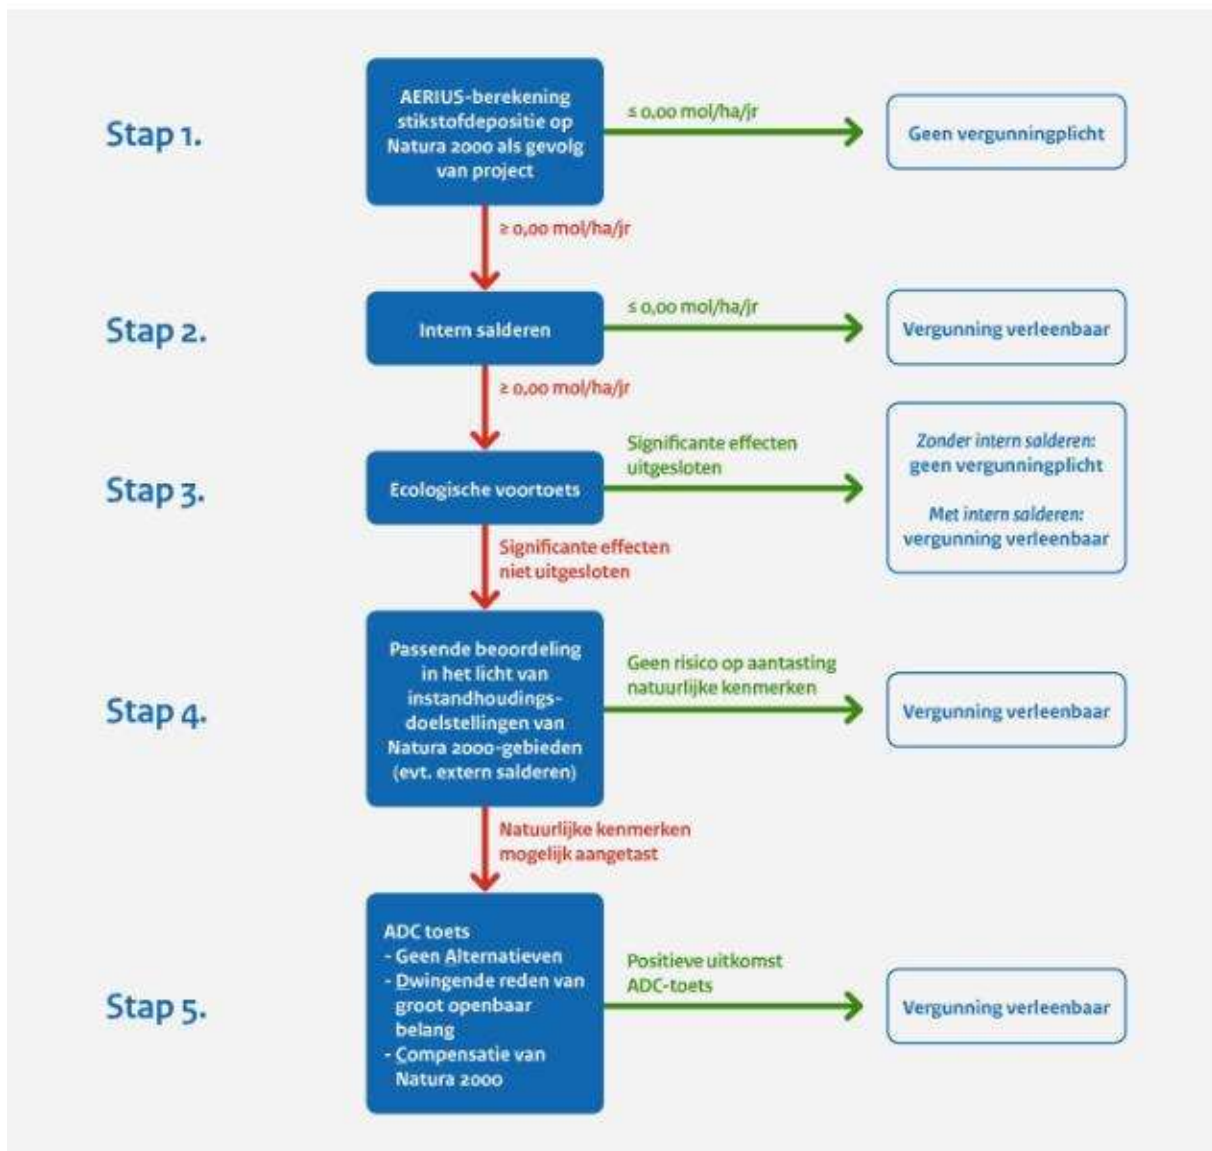 Stap 1.
AERIUS-berekening
stikstofdepositie op
Natura 2000 als gevolg
van project
≤ 0,00 mol/ha/jr
Geen vergunningplicht
≥ 0,00 mol/ha/jr
Stap 2.
Intern salderen
≤ 0,00 mol/ha/jr
Vergunning verleenbaar
≥ 0,00 mol/ha/jr
Stap 3.
Ecologische voortoets
Significante effecten
uitgesloten
Zonder intern salderen:
geen vergunningplicht
Met intern salderen:
vergunning verleenbaar
Significante effecten
niet uitgesloten
Stap 4.
Passende beoordeling
in het licht van
instandhoudings-
doelstellingen van
Natura 2000-gebieden
(evt. extern salderen)
Geen risico op aantasting
natuurlijke kenmerken
Vergunning verleenbaar
Natuurlijke kenmerken
mogelijk aangetast
Stap 5.
ADC toets
- Geen Alternatieven
- Dwingende reden van
groot openbaar
belang
- Compensatie van
Natura 2000
Positieve uitkomst
ADC-toets
Vergunning verleenbaar